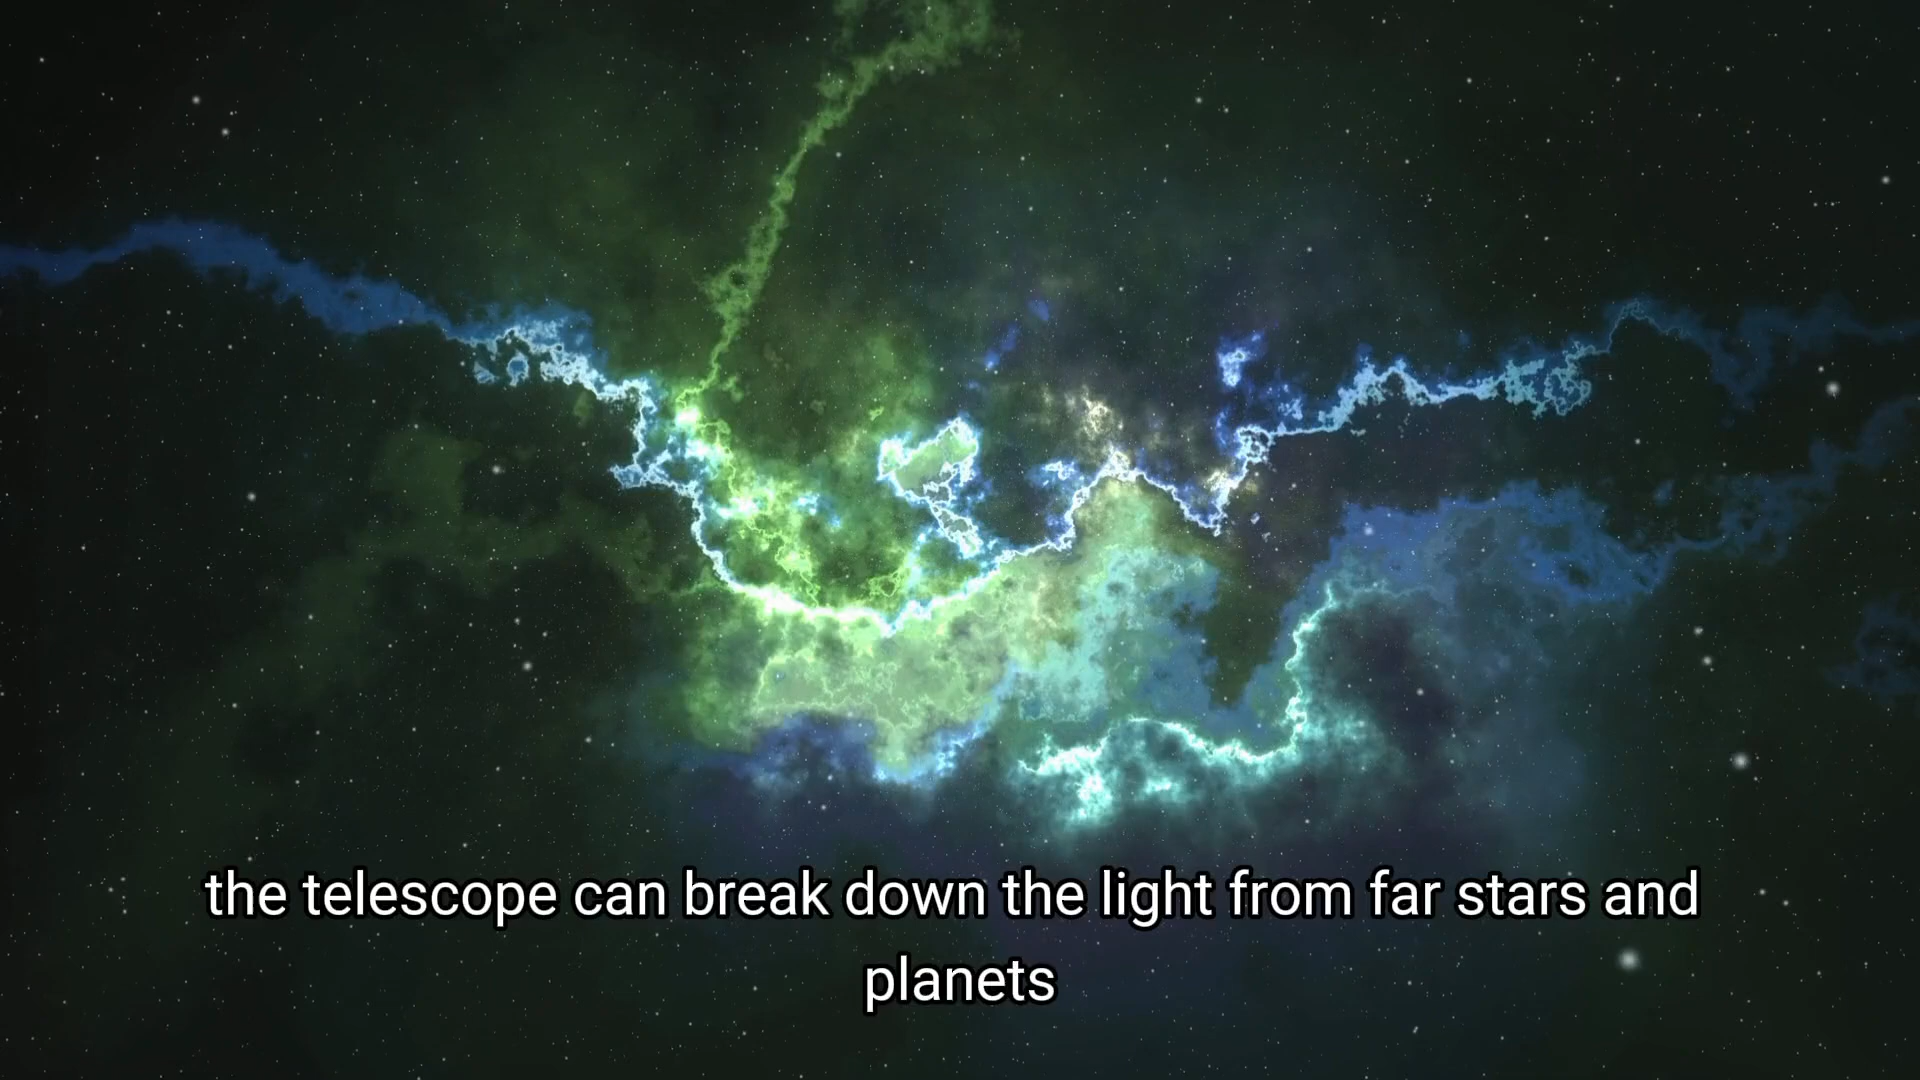 the telescope can break down the light from far stars and
planets